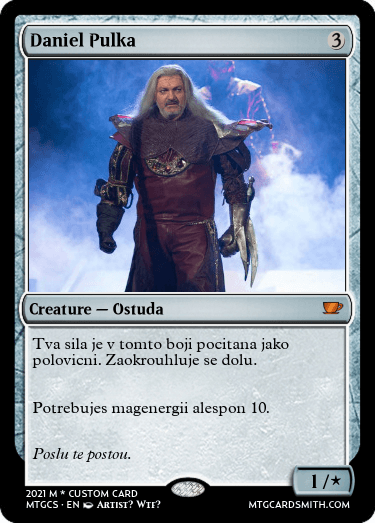 Daniel Pulka
3
Creature — Ostuda
Tva sila je v tomto boji pocitana jako
polovicni. Zaokrouhluje se dolu.
Potrebujes magenergii alespon 10.
Poslu te postou.
1/★
2021 M * CUSTOM CARD
MTGCS · EN Artist? Wtf?
MTGCARDSMITH.COM